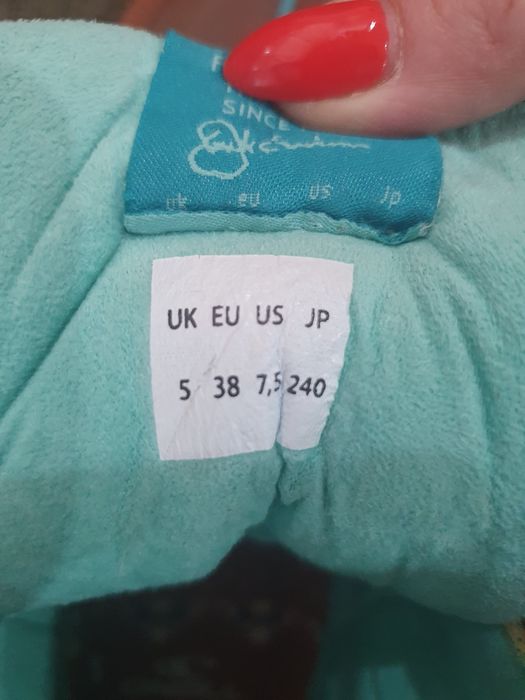 SINCE
uk eu us jp
UK EU US JP
5 38 7,5 240